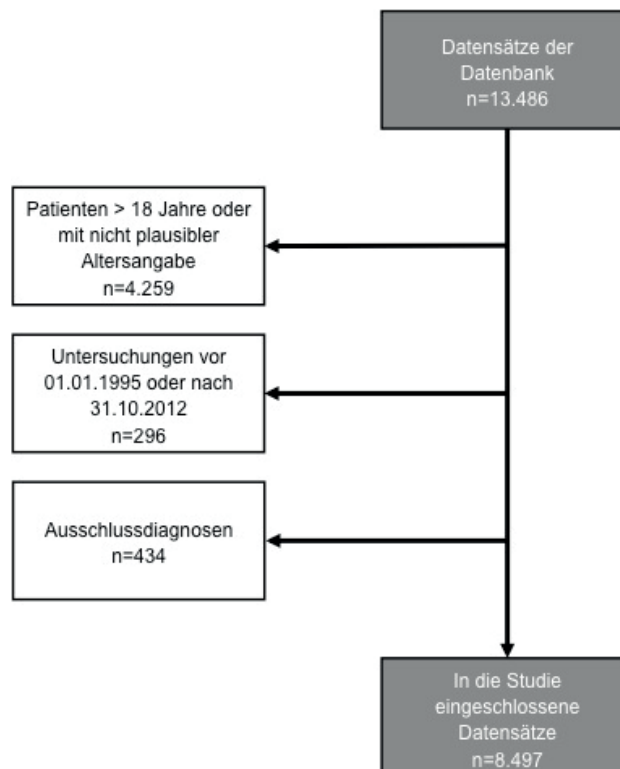 Datensätze der
Datenbank
n=13.486
Patienten > 18 Jahre oder
mit nicht plausibler
Altersangabe
n=4.259
Untersuchungen vor
01.01.1995 oder nach
31.10.2012
n=296
Ausschlussdiagnosen
n=434
In die Studie
eingeschlossene
Datensätze
n=8.497